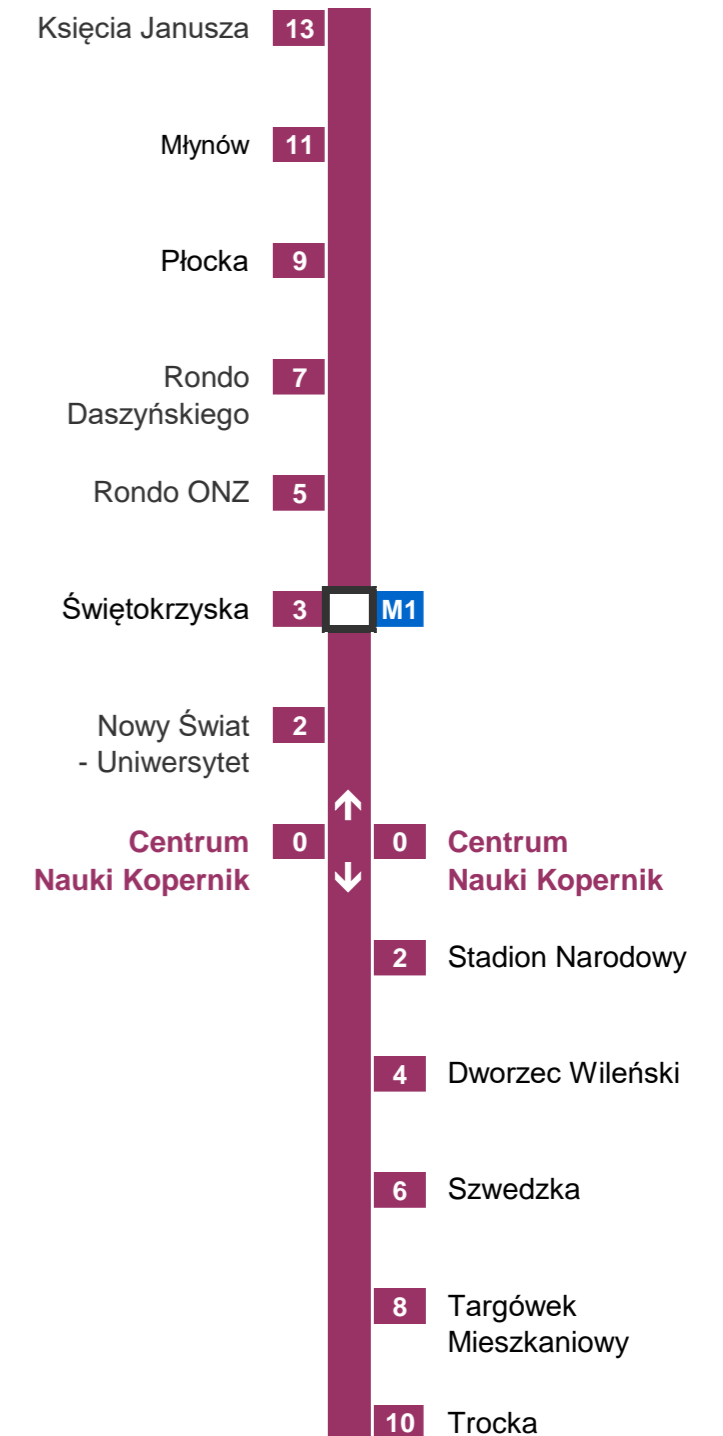 Księcia Janusza 13
Młynów 11
Płocka 9
Rondo 7
Daszyńskiego
Rondo ONZ 5
Świętokrzyska 3 M1
Nowy Świat 2
- Uniwersytet
Centrum 0 0 Centrum
Nauki Kopernik Nauki Kopernik
2 Stadion Narodowy
4 Dworzec Wileński
6 Szwedzka
8 Targówek
Mieszkaniowy
10 Trocka